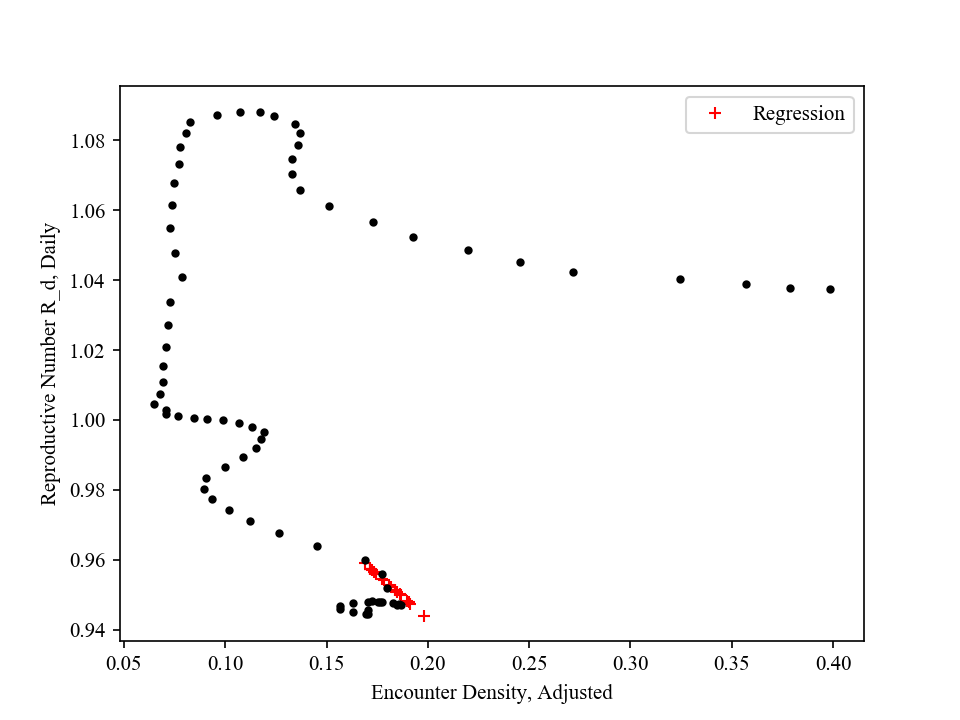 Regression
1.08
1.06
1.04
1.02
1.00
0.98
0.96
0.94
Reproductive Number R_d, Daily
0.05 0.10 0.15 0.20 0.25 0.30 0.35 0.40
Encounter Density, Adjusted